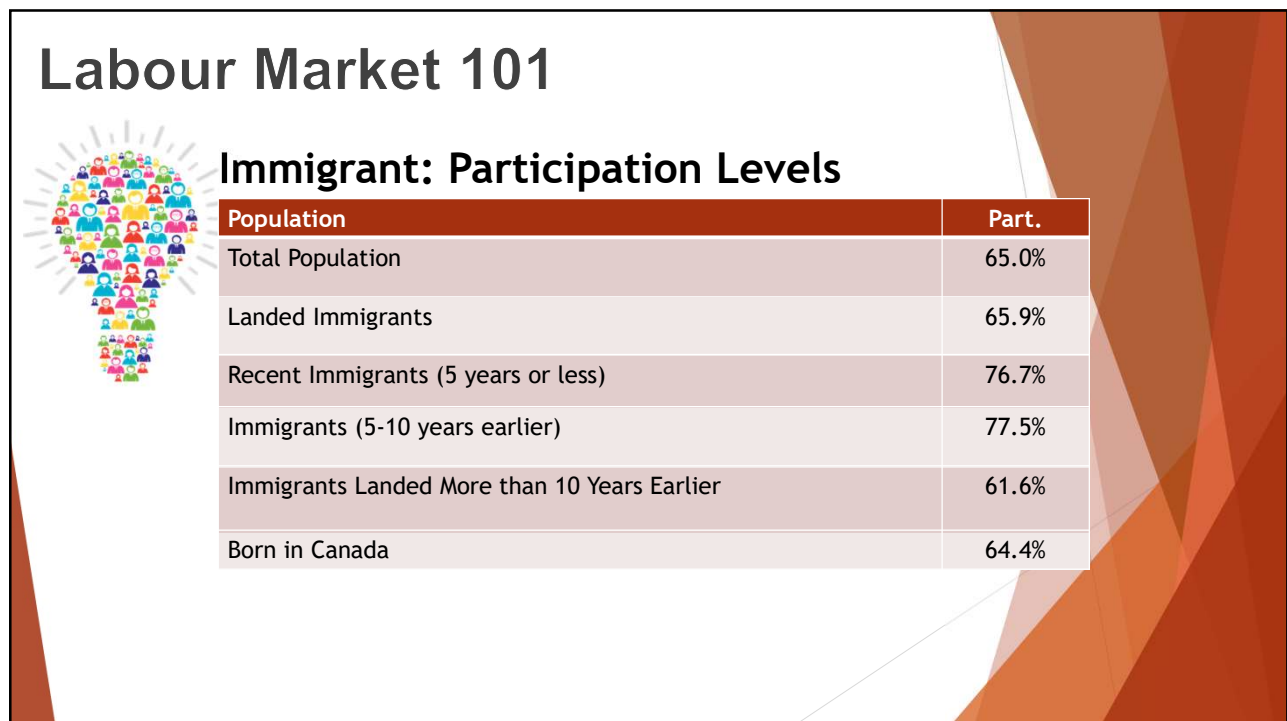 Labour Market 101
Immigrant: Participation Levels
Population Part.
Total Population 65.0%
Landed Immigrants 65.9%
Recent Immigrants (5 years or less) 76.7%
Immigrants (5-10 years earlier) 77.5%
Immigrants Landed More than 10 Years Earlier 61.6%
Born in Canada 64.4%